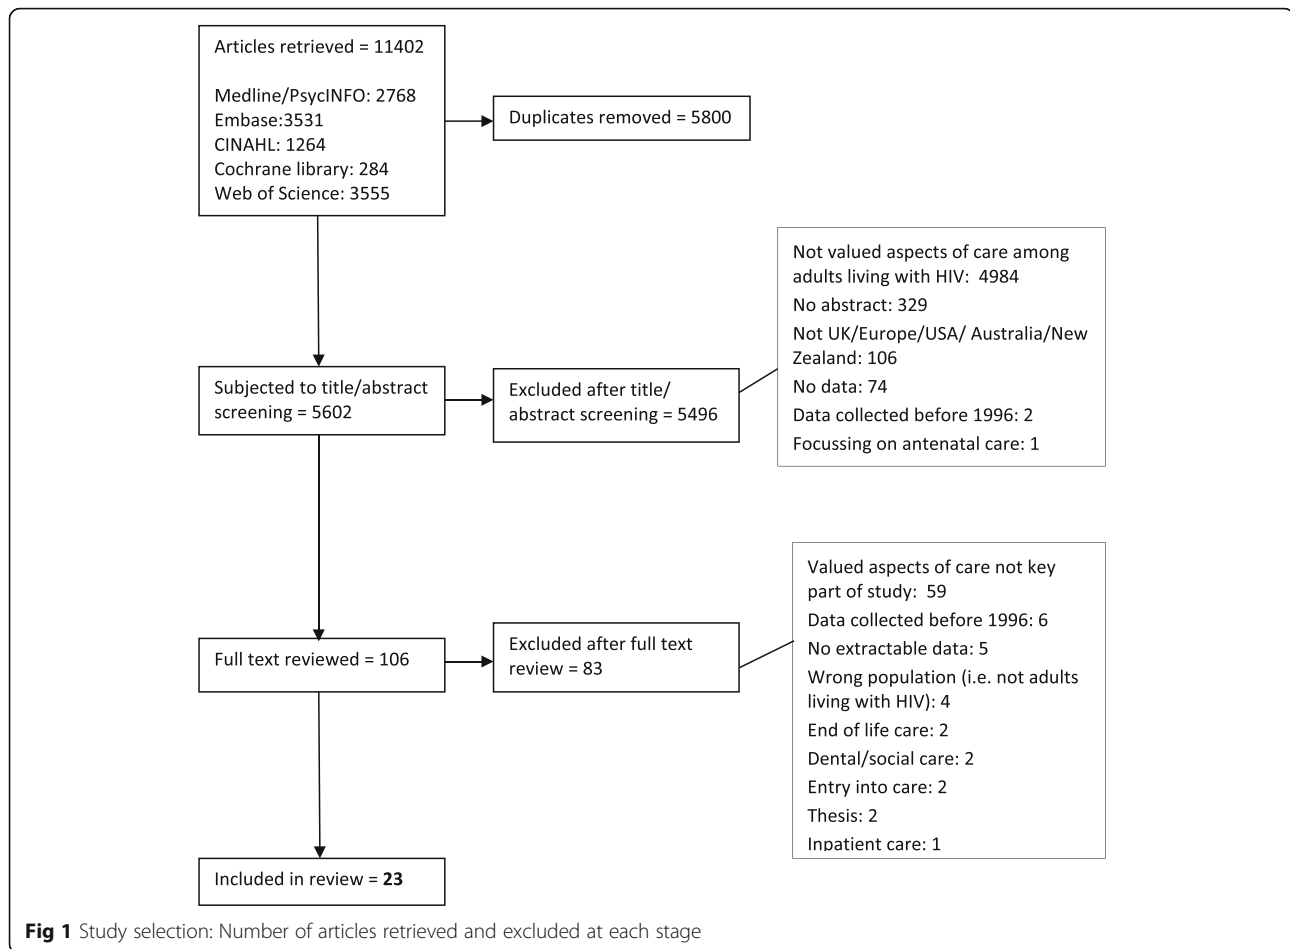 Articles retrieved = 11402
Medline/PsycINFO: 2768
Embase:3531
CINAHL: 1264
Cochrane library: 284
Web of Science: 3555
Duplicates removed = 5800
Not valued aspects of care among
adults living with HIV:  4984
No abstract: 329
Not UK/Europe/USA/ Australia/New
Zealand: 106
No data: 74
Data collected before 1996: 2
Focussing on antenatal care: 1
Subjected to title/abstract
screening = 5602
Excluded after title/
abstract screening = 5496
Valued aspects of care not key
part of study:  59
Data collected before 1996: 6
No extractable data: 5
Wrong population (i.e. not adults
living with HIV): 4
End of life care: 2
Dental/social care: 2
Entry into care: 2
Thesis: 2
Inpatient care: 1
Full text reviewed = 106
Excluded after full text
review = 83
Included in review = 23
Fig 1 Study selection: Number of articles retrieved and excluded at each stage